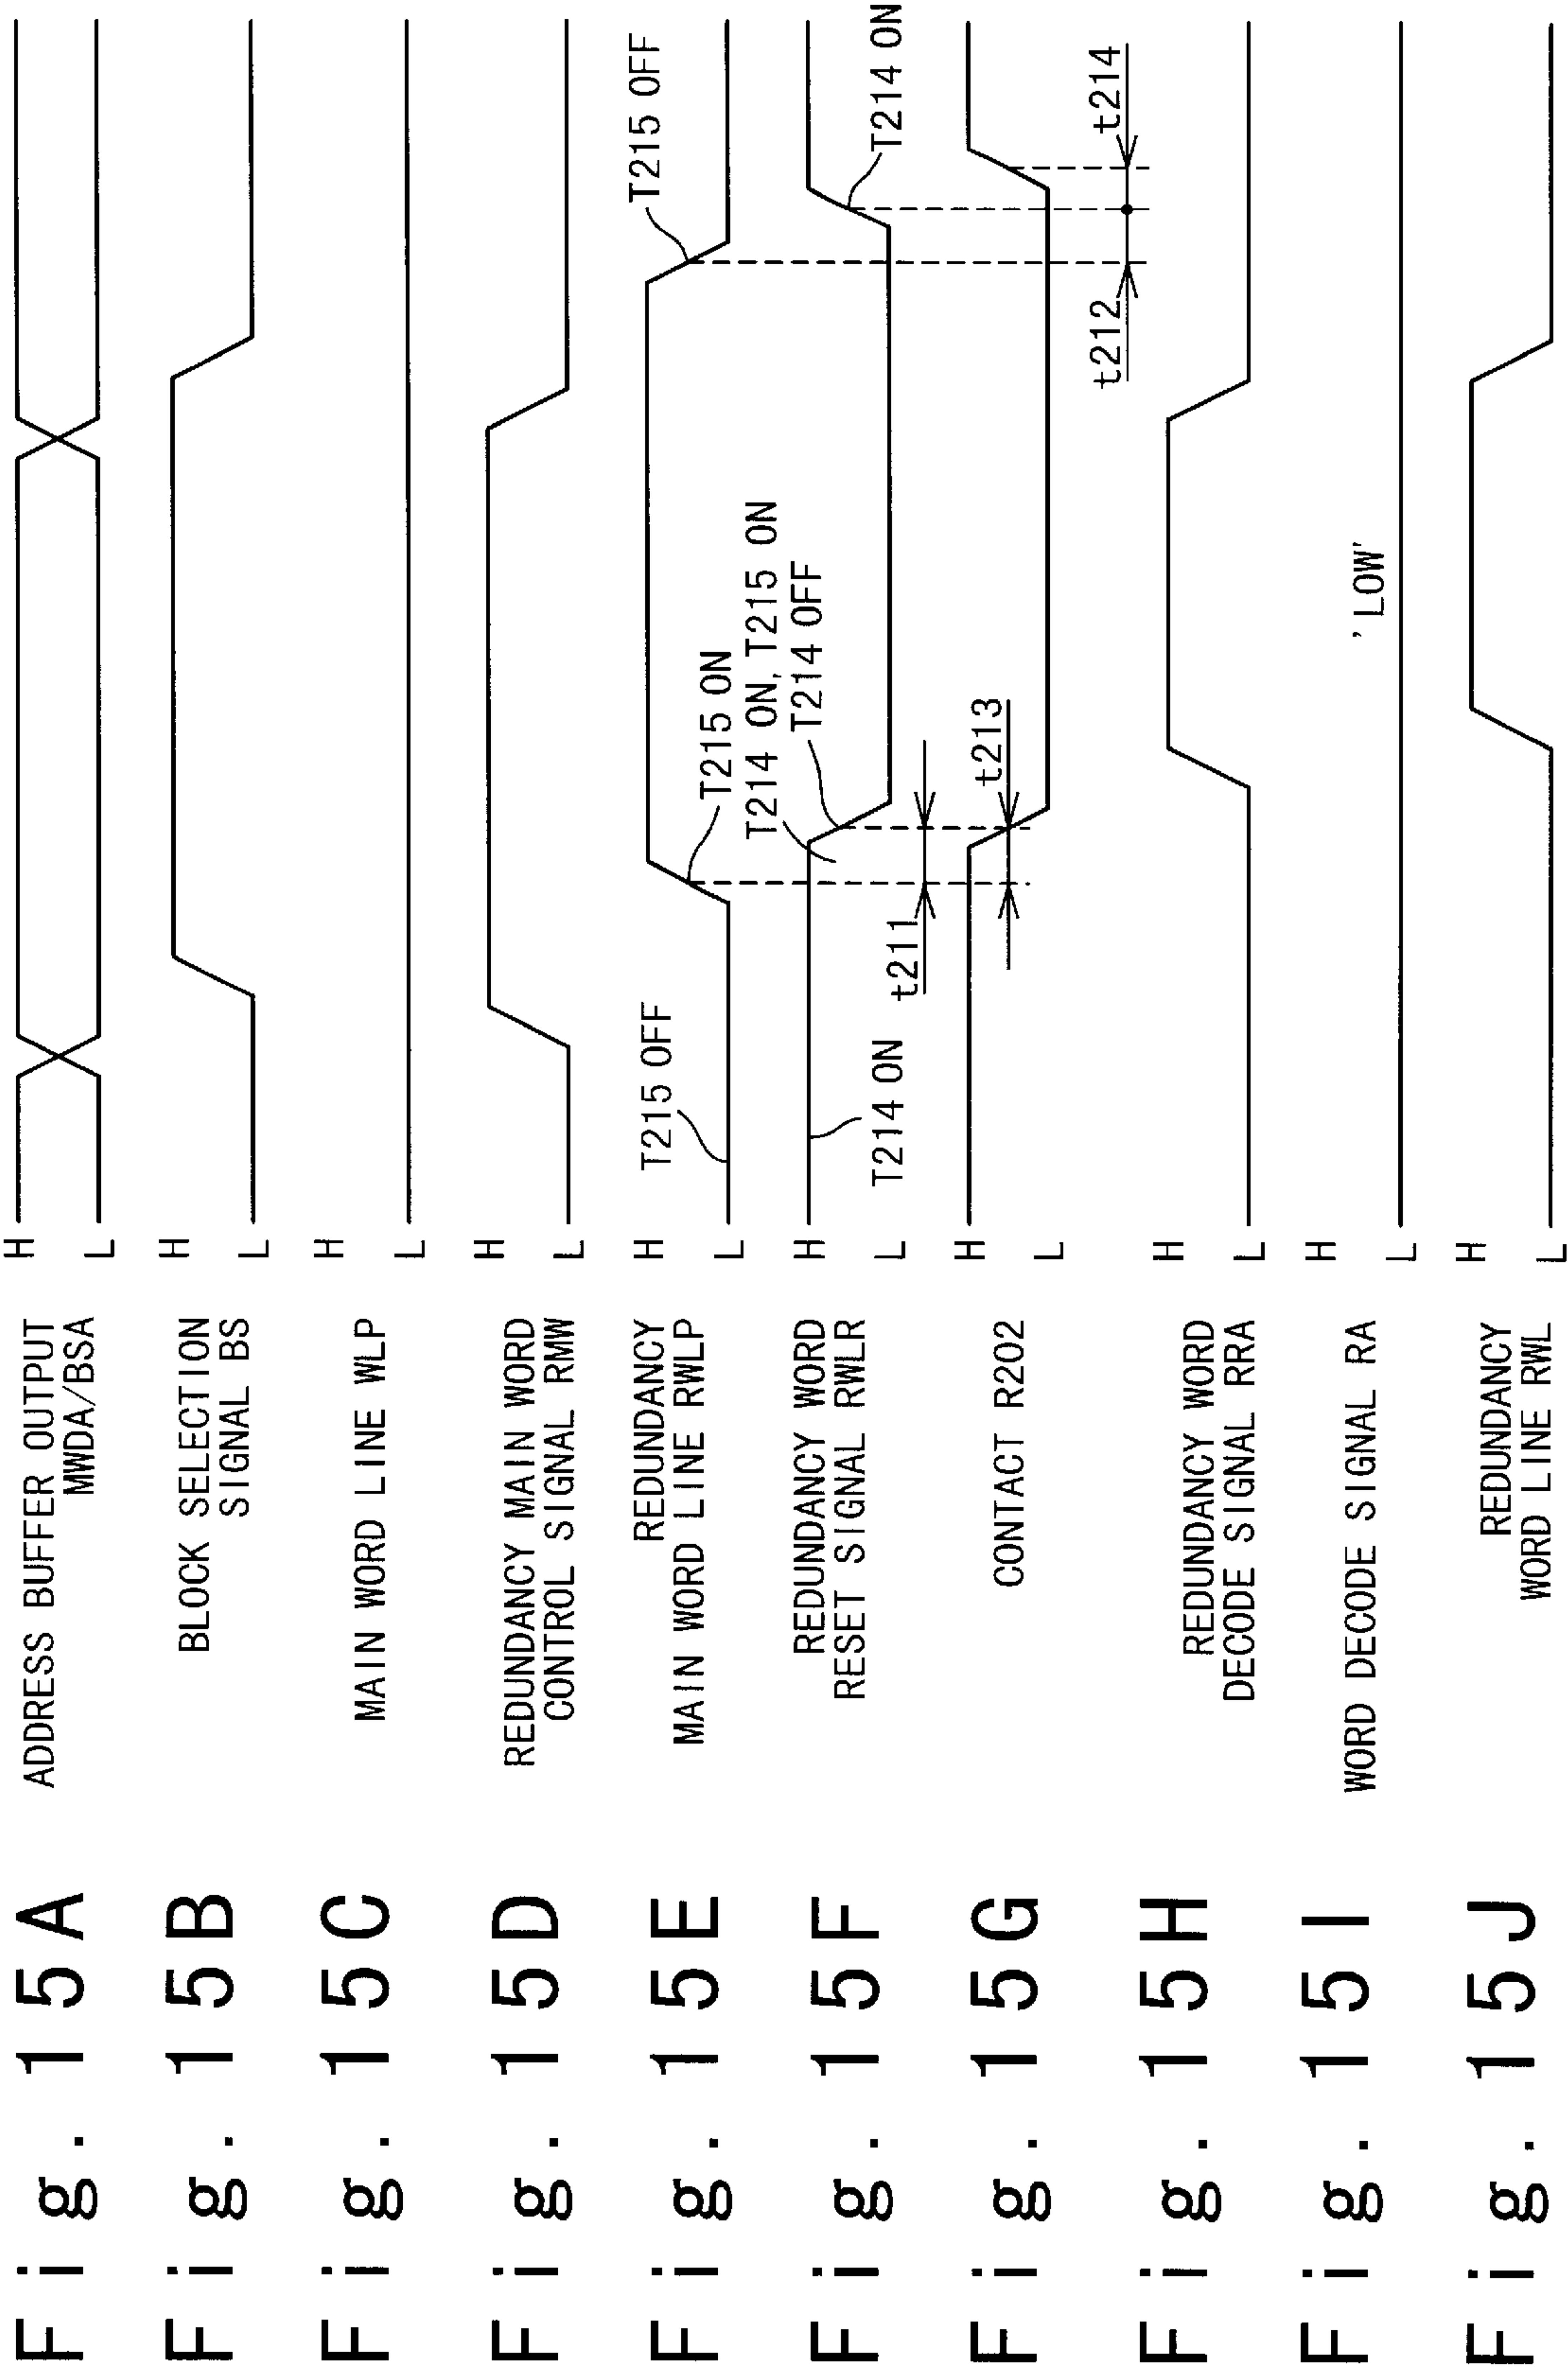 Fig. 15A
ADDRESS BUFFER OUTPUT
MWDA/BSA
H
L
Fig. 15B
BLOCK SELECTION
SIGNAL BS
H
L
Fig. 15C
MAIN WORD LINE WLP
H
L
Fig. 15D
REDUNDANCY MAIN WORD
CONTROL SIGNAL RMW
H
L
Fig. 15E
REDUNDANCY
MAIN WORD LINE RWLP
H
L
T215 OFF
T215 ON
T215 OFF
Fig. 15F
REDUNDANCY WORD
RESET SIGNAL RWLR
H
L
T214 ON
T214 ON, T215 ON
T214 OFF
T214 ON
t211
Fig. 15G
CONTACT R202
H
L
t213
t212
t214
Fig. 15H
REDUNDANCY WORD
DECODE SIGNAL RRA
H
L
Fig. 15I
WORD DECODE SIGNAL RA
H
L
'LOW'
Fig. 15J
REDUNDANCY
WORD LINE RWL
H
L